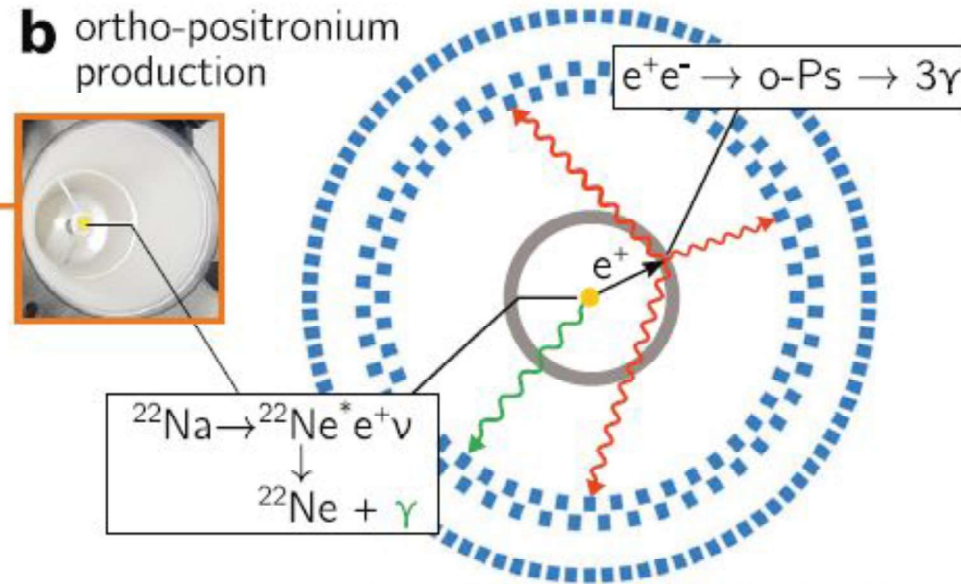 b ortho-positronium
production
e⁺e⁻ → o-Ps → 3γ
e⁺
²²Na→²²Ne*e⁺ν
↓
²²Ne + γ